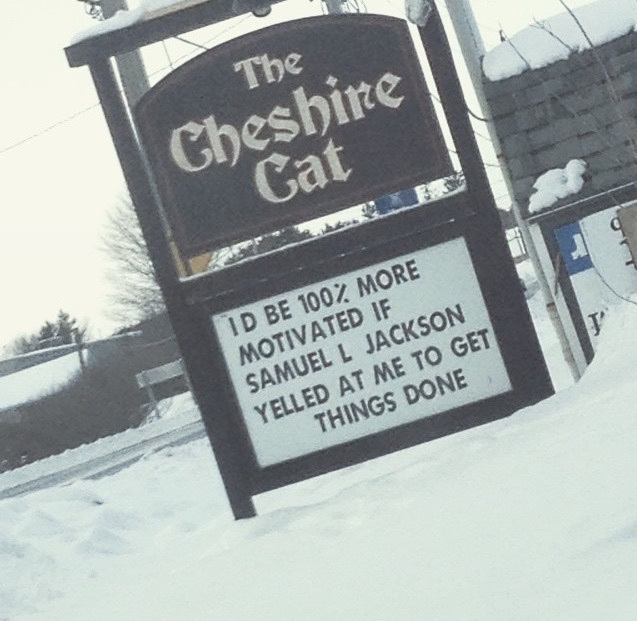 The
Cheshire
Cat
ID BE 100% MORE
MOTIVATED IF
SAMUEL L JACKSON
YELLED AT ME TO GET
THINGS DONE